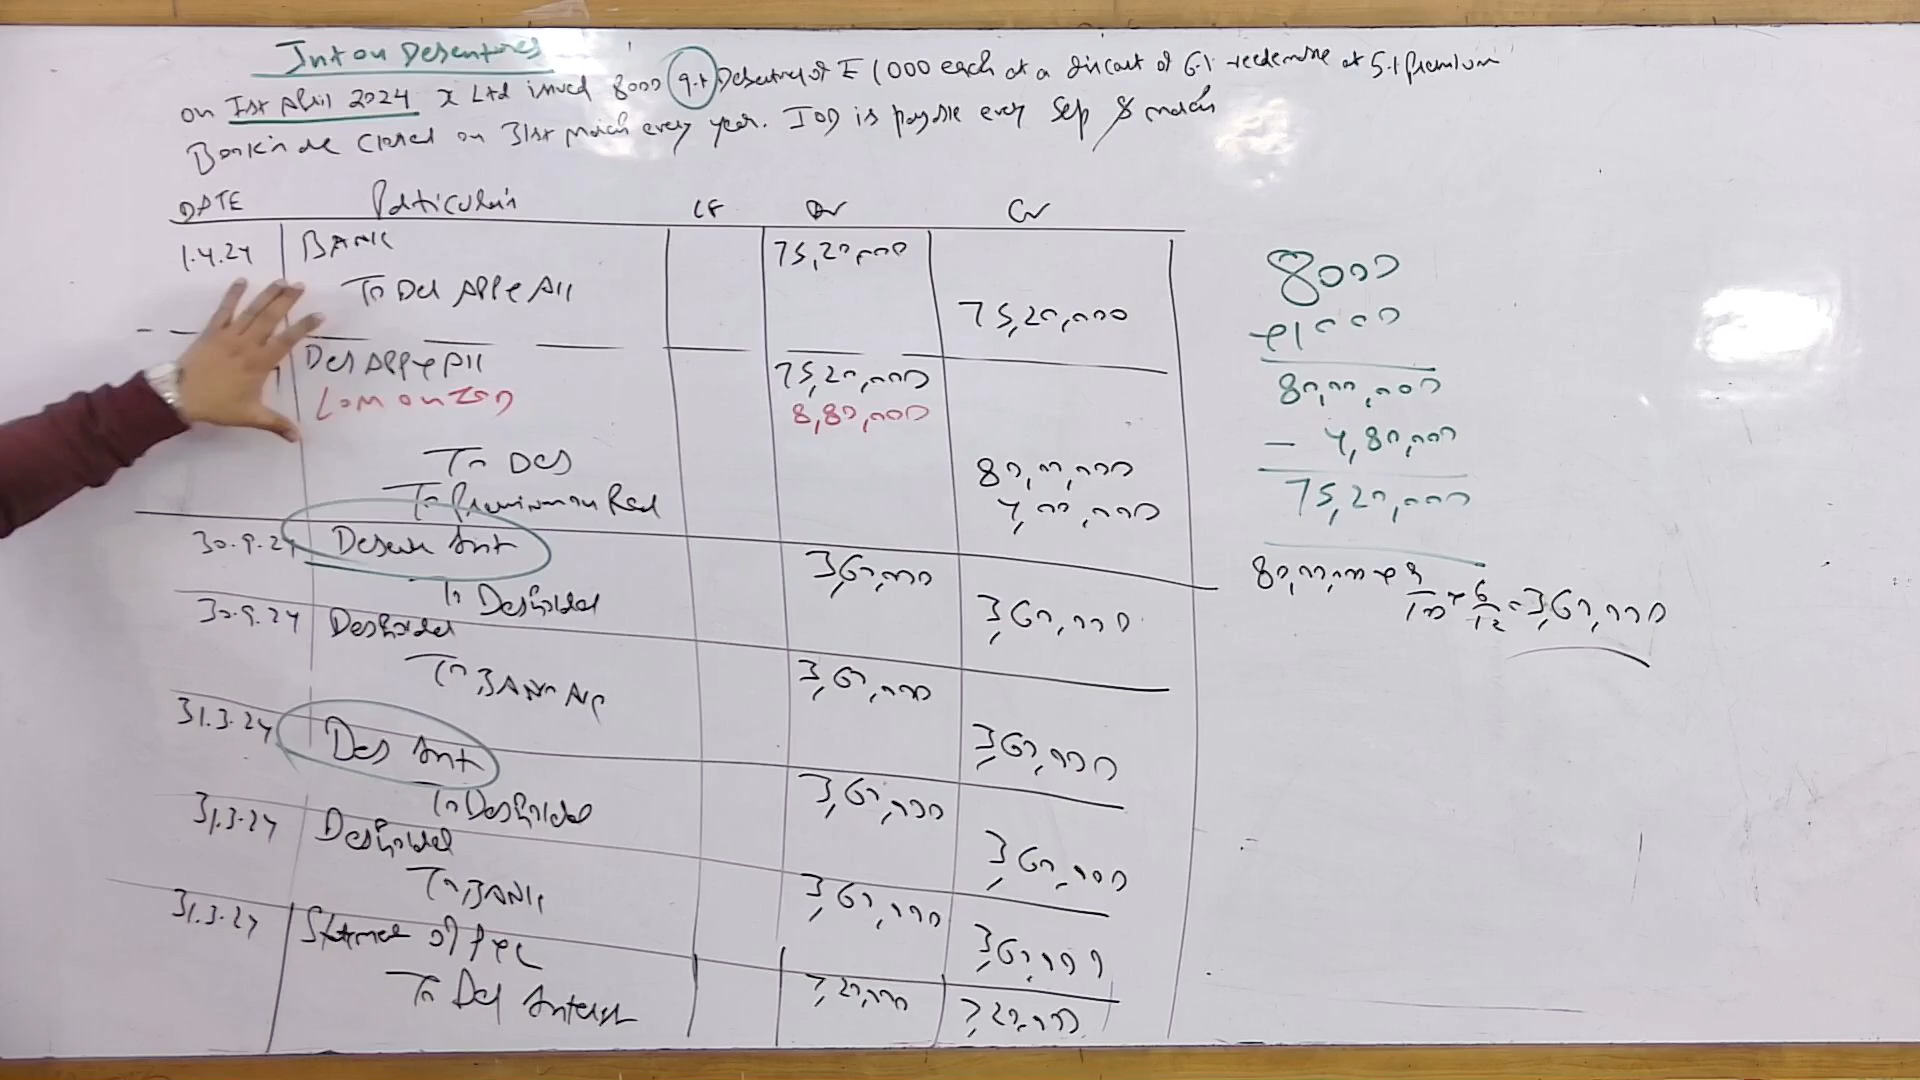 Int on Debentures
on 1st April 2024 X Ltd issued 8000 9% Debentures of ₹ 1000 each at a discount of 6% redeemable at 5% premium
Books are closed on 31st March every year. IOD is payable every Sep & March
DATE Particulars LF Dr Cr
1.4.24 BANK 75,20,000
To Deb App & All 75,20,000
Deb App & All 75,20,000
Loss on IOD 8,80,000
To Deb 80,00,000
To Premium on Red 4,00,000
30.9.24 Debent Int 3,60,000
To Debholder 3,60,000
30.9.24 Debholder 3,60,000
To BANK A/c 3,60,000
31.3.24 Deb Int 3,60,000
To Debholder 3,60,000
31.3.24 Debholder 3,60,000
To BANK 3,60,000
31.3.24 Statement of P & L 7,20,000
To Deb Interest 7,20,000
8000
×1000
80,00,000
- 4,80,000
75,20,000
80,00,000 × 9/100 × 6/12 = 3,60,000